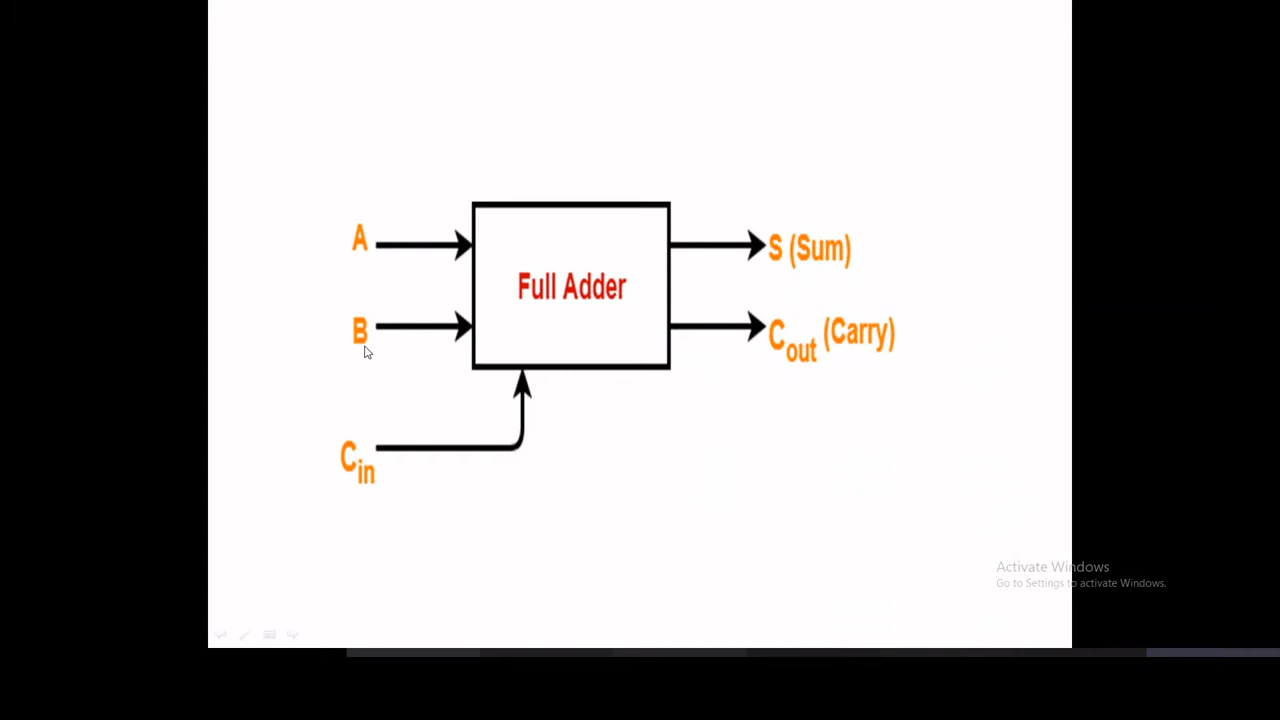 A
S (Sum)
Full Adder
B
Cout (Carry)
Cin
Activate Windows
Go to Settings to activate Windows.